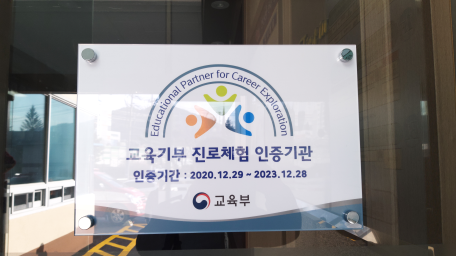 Educational Partner for Career Exploration
교육기부 진로체험 인증기관
인증기간 : 2020.12.29 ~ 2023.12.28
교육부